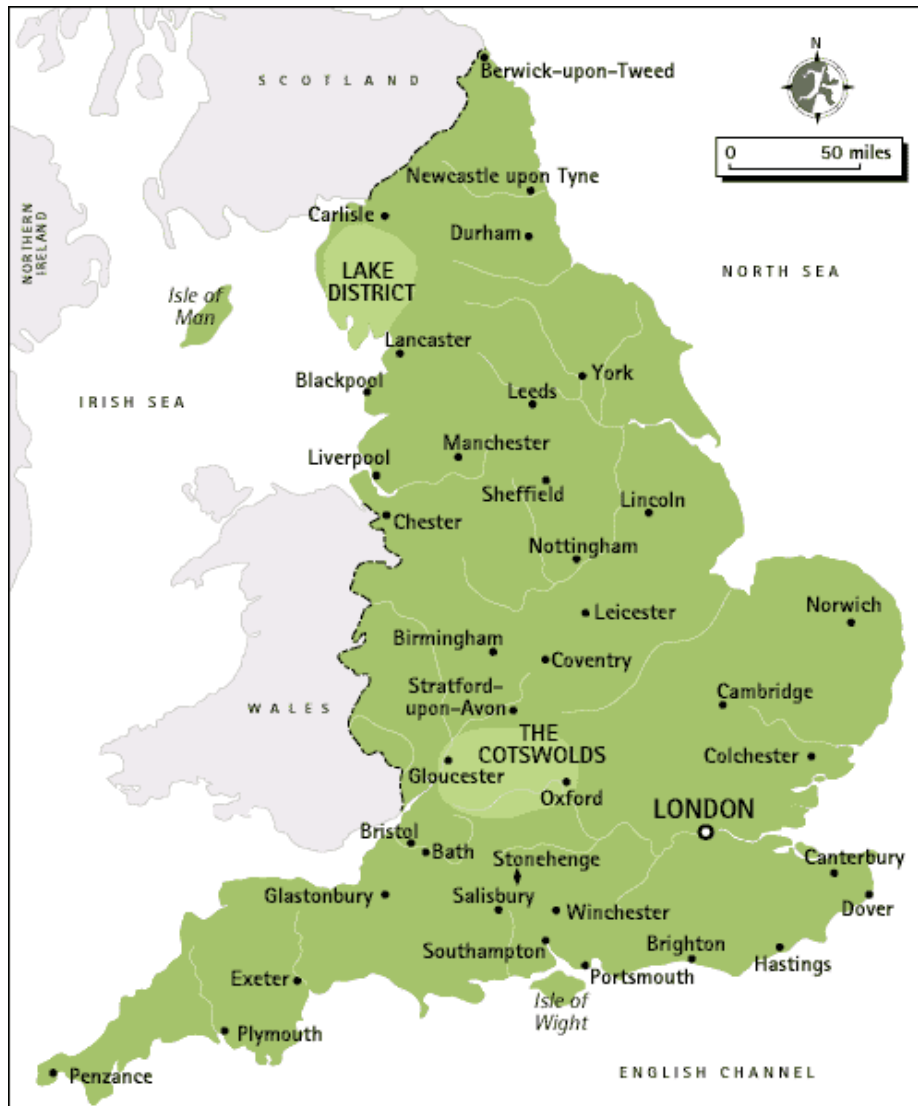 N
SCOTLAND
Berwick-upon-Tweed
0 50 miles
Newcastle upon Tyne
Carlisle
Durham
NORTHERN
IRELAND
LAKE
DISTRICT
NORTH SEA
Isle of
Man
Lancaster
York
Blackpool
Leeds
IRISH SEA
Manchester
Liverpool
Sheffield
Lincoln
Chester
Nottingham
Leicester
Norwich
Birmingham
Coventry
Stratford-
upon-Avon
Cambridge
WALES
THE
COTSWOLDS
Colchester
Gloucester
Oxford
LONDON
Bristol
Bath
Stonehenge
Canterbury
Glastonbury
Salisbury
Winchester
Dover
Southampton
Brighton
Hastings
Exeter
Portsmouth
Isle of
Wight
Plymouth
Penzance
ENGLISH CHANNEL